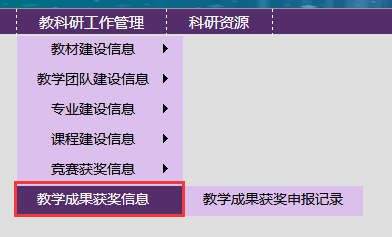 教科研工作管理 科研资源
教材建设信息
教学团队建设信息
专业建设信息
课程建设信息
竞赛获奖信息
教学成果获奖信息 教学成果获奖申报记录